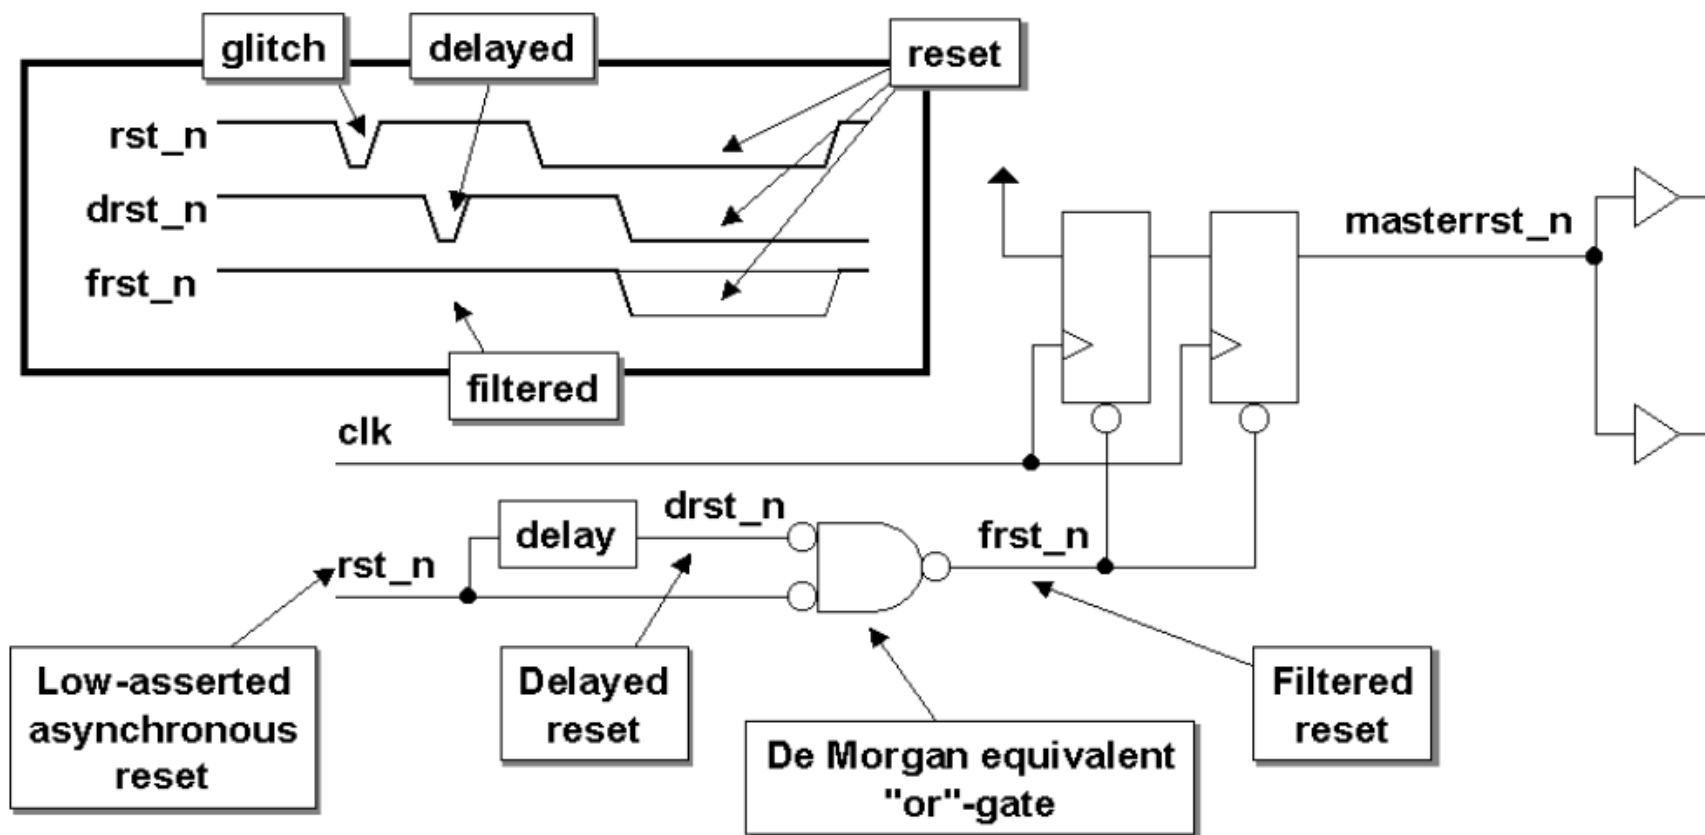 glitch
delayed
reset
rst_n
drst_n
frst_n
filtered
masterrst_n
clk
delay
drst_n
rst_n
frst_n
Low-asserted
asynchronous
reset
Delayed
reset
De Morgan equivalent
"or"-gate
Filtered
reset